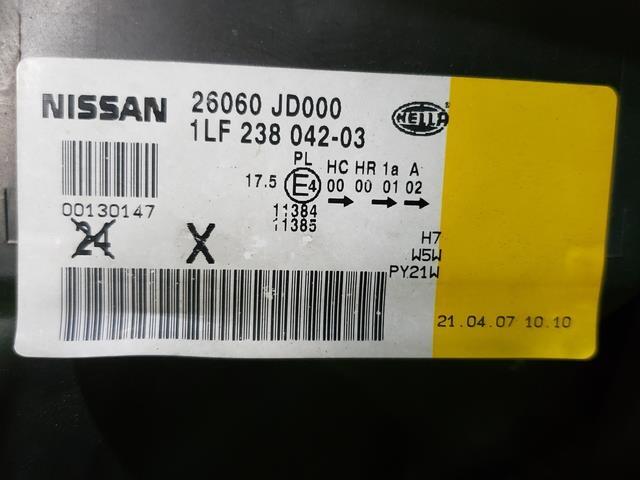 NISSAN 26060 JD000
1LF 238 042-03
HELLA
PL HC HR 1a A
17.5 E4 00 00 01 02
11384
11385
00130147
24 X
H7
W5W
PY21W
21.04.07 10.10